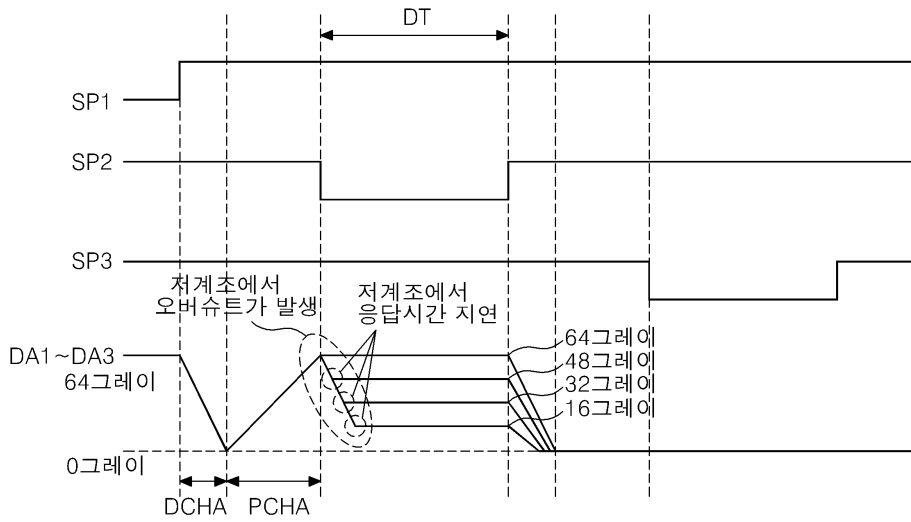 DT
SP1
SP2
SP3
저계조에서
오버슈트가 발생
저계조에서
응답시간 지연
DA1~DA3
64그레이
64그레이
48그레이
32그레이
16그레이
0그레이
DCHA
PCHA